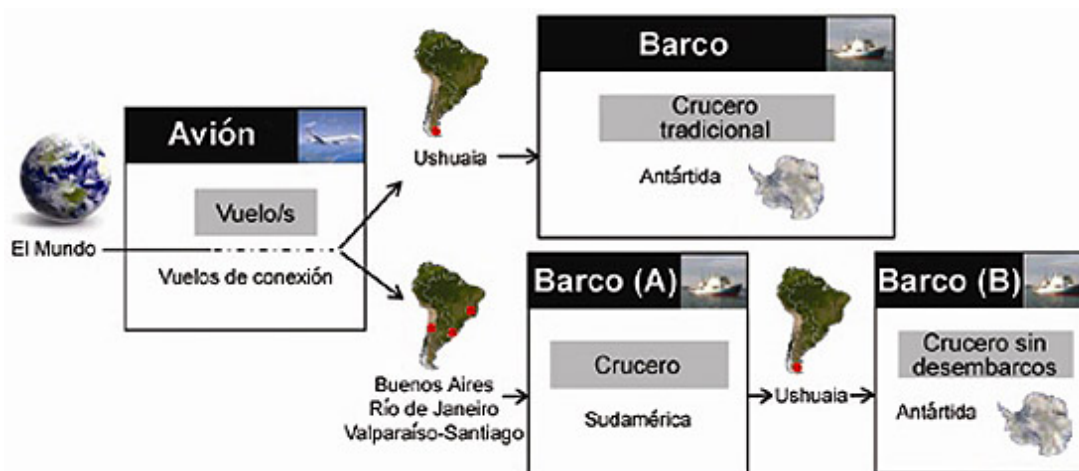 Barco
Crucero
tradicional
Antártida
Ushuaia
Avión
Vuelo/s
Vuelos de conexión
El Mundo
Buenos Aires
Río de Janeiro
Valparaíso-Santiago
Barco (A)
Crucero
Sudamérica
Ushuaia
Barco (B)
Crucero sin
desembarcos
Antártida